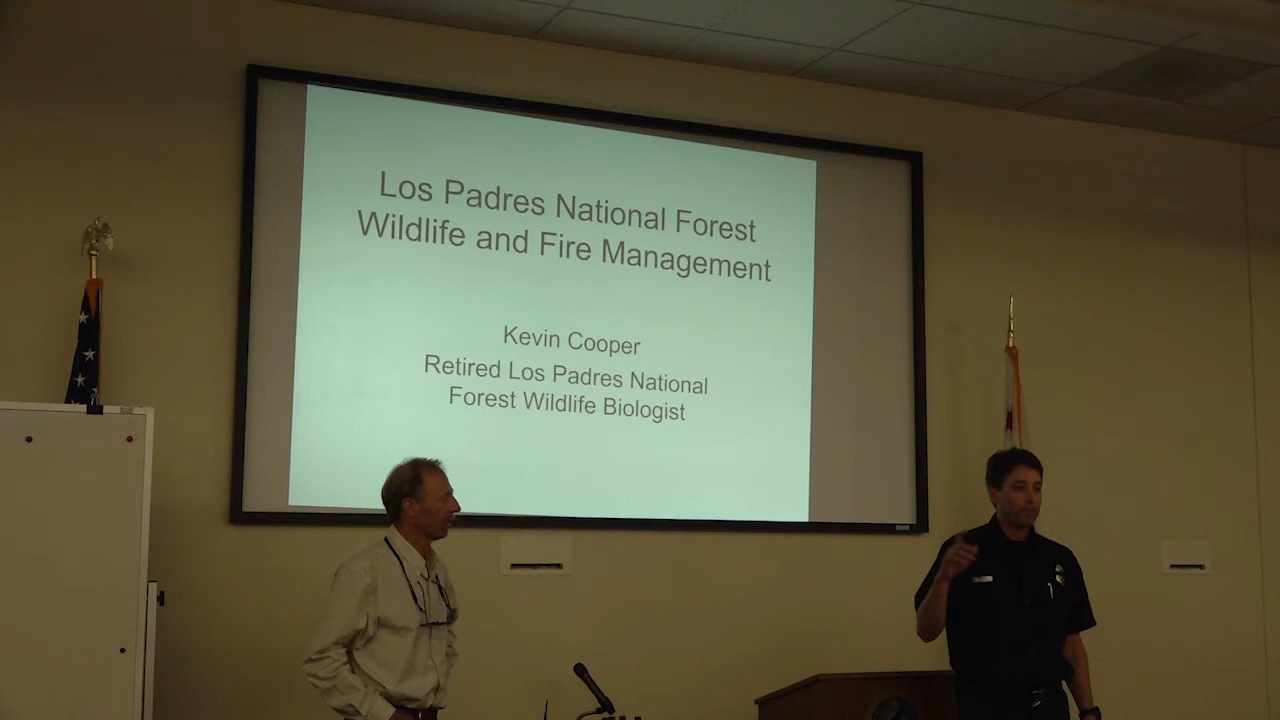 Los Padres National Forest
Wildlife and Fire Management
Kevin Cooper
Retired Los Padres National
Forest Wildlife Biologist